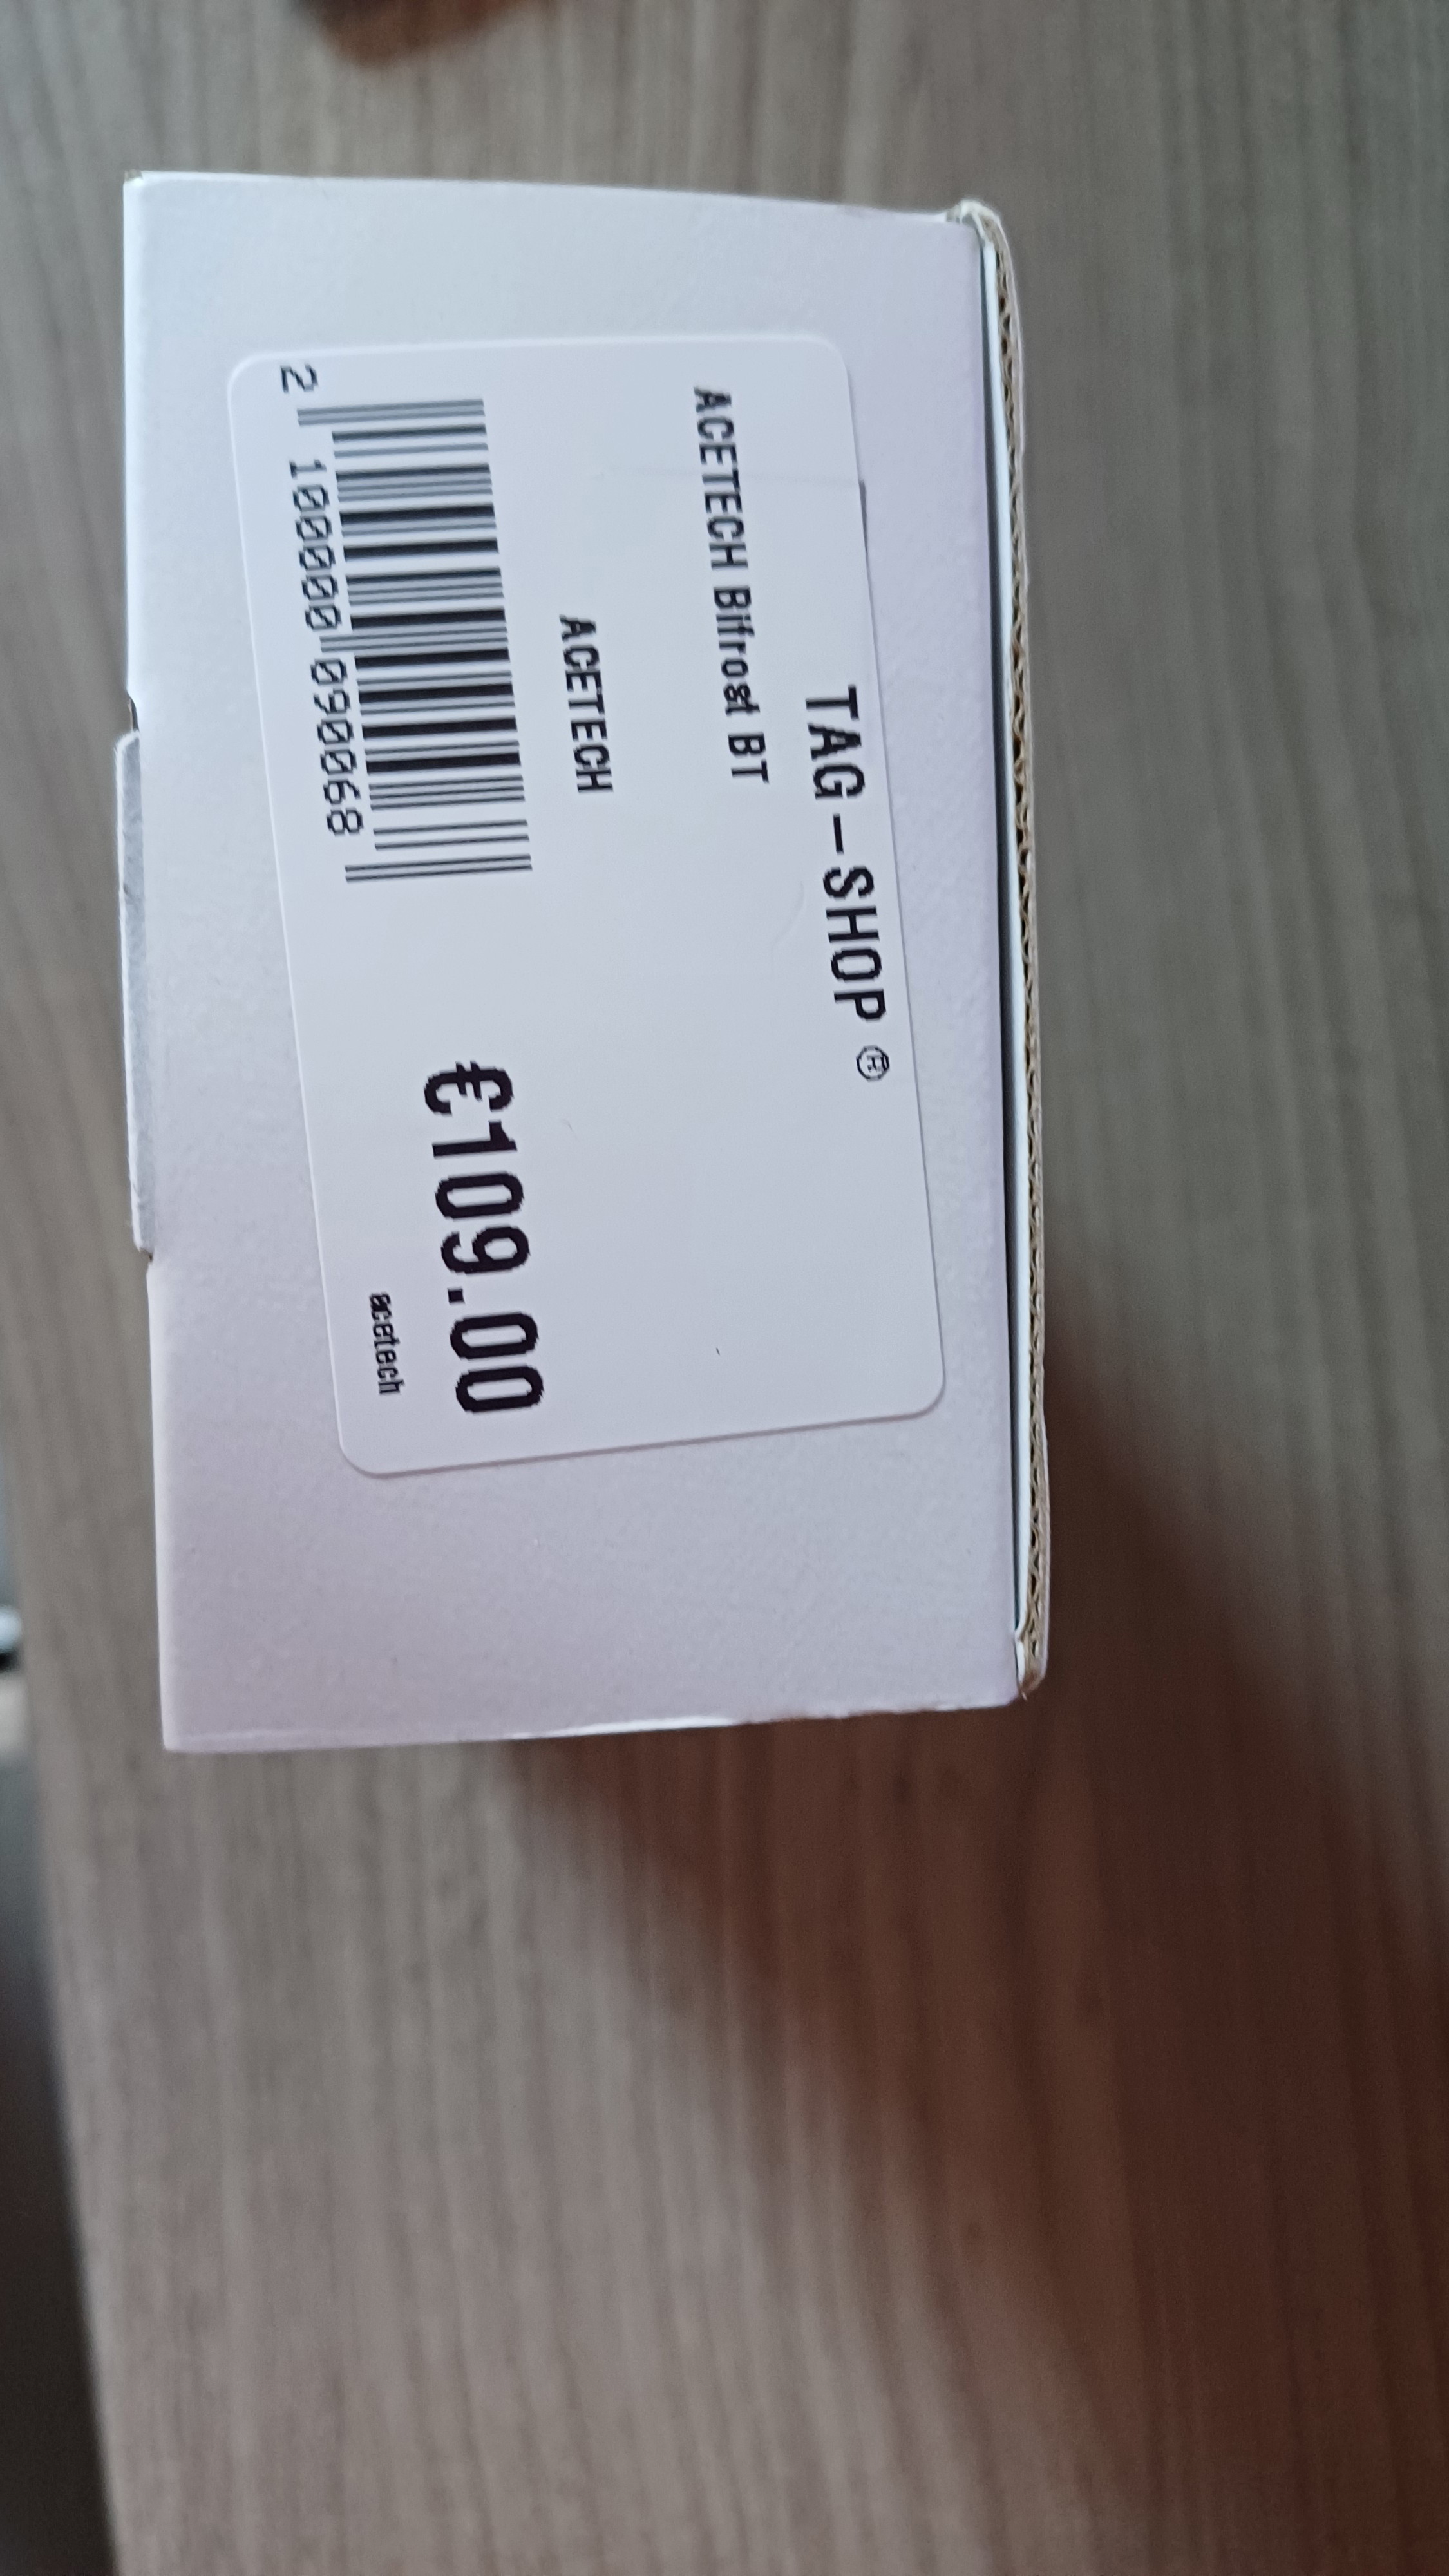 TAG-SHOP ®
ACETECH Bifrost BT
ACETECH
2 100000 090068
€109.00
acetech